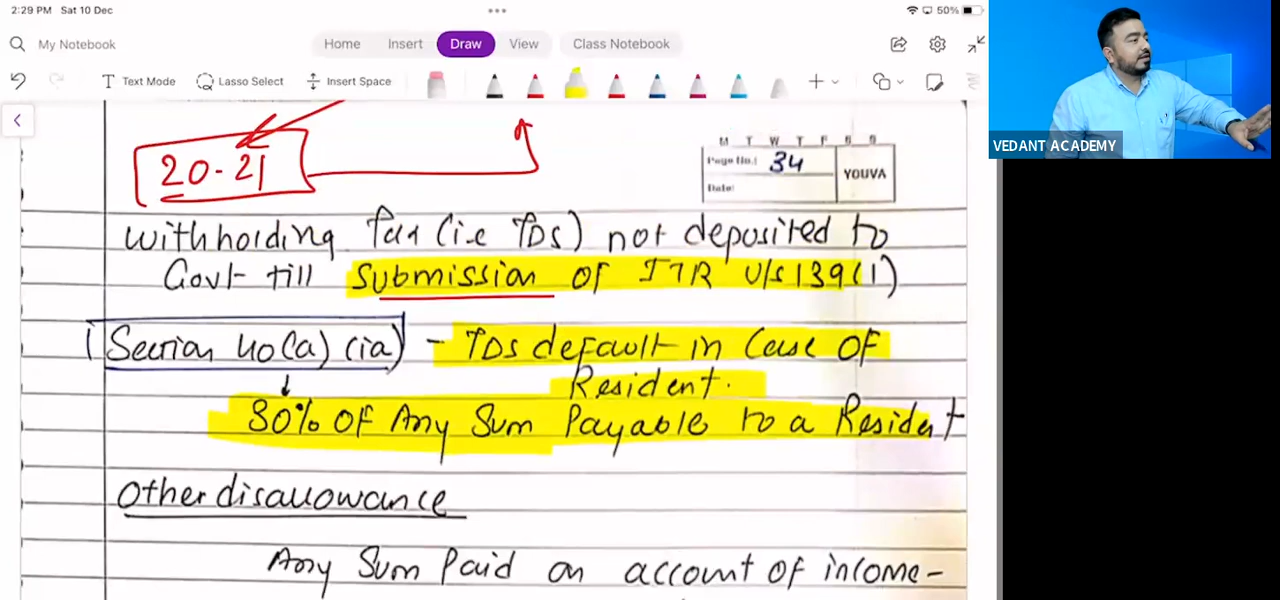 2:29 PM Sat 10 Dec
50%
My Notebook
Home Insert Draw View Class Notebook
Text Mode Lasso Select Insert Space
VEDANT ACADEMY
20-21
M T W T F S S
Page No.: 34
Date:
YOUVA
withholding Tax (i.e TDS) not deposited to
Govt till submission of ITR u/s 139(1)
Section 40(a) (ia) - TDS default in Case OF
Resident.
30% OF Any Sum Payable to a Resident
Other disallowance
Any Sum Paid on account of income-